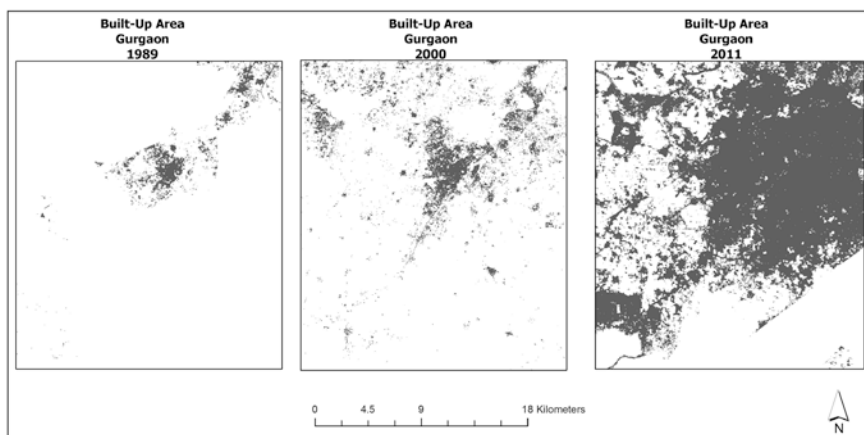 Built-Up Area
Gurgaon
1989
Built-Up Area
Gurgaon
2000
Built-Up Area
Gurgaon
2011
0 4.5 9 18 Kilometers
N